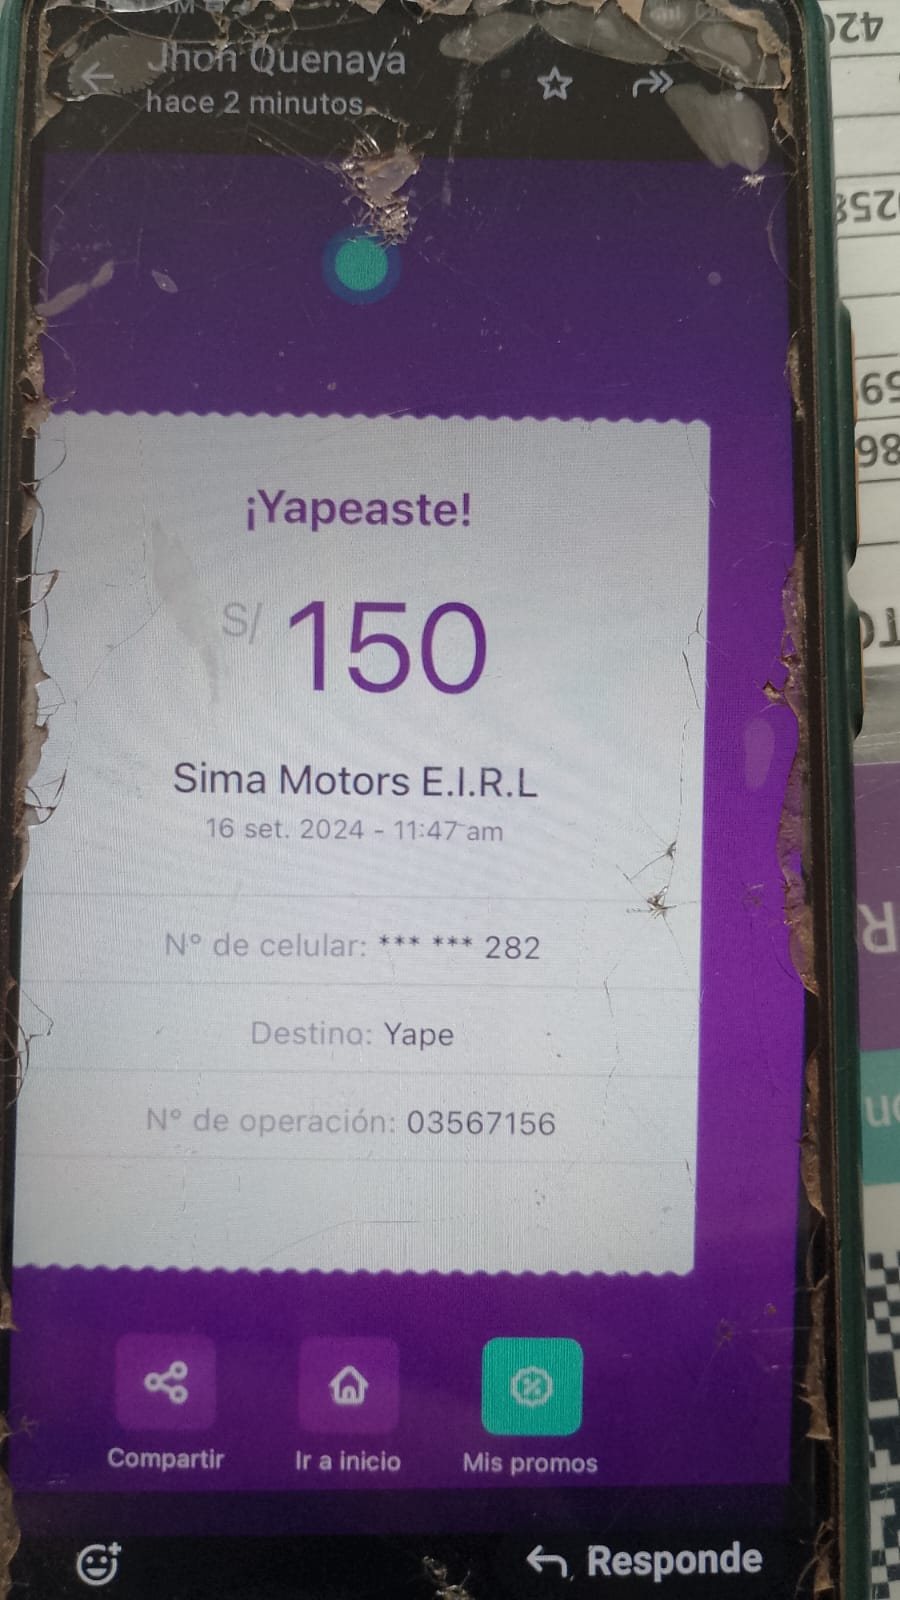 Jhon Quenaya
hace 2 minutos
¡Yapeaste!
S/ 150
Sima Motors E.I.R.L
16 set. 2024 - 11:47 am
N° de celular: *** *** 282
Destino: Yape
N° de operación: 03567156
Compartir
Ir a inicio
Mis promos
Responde